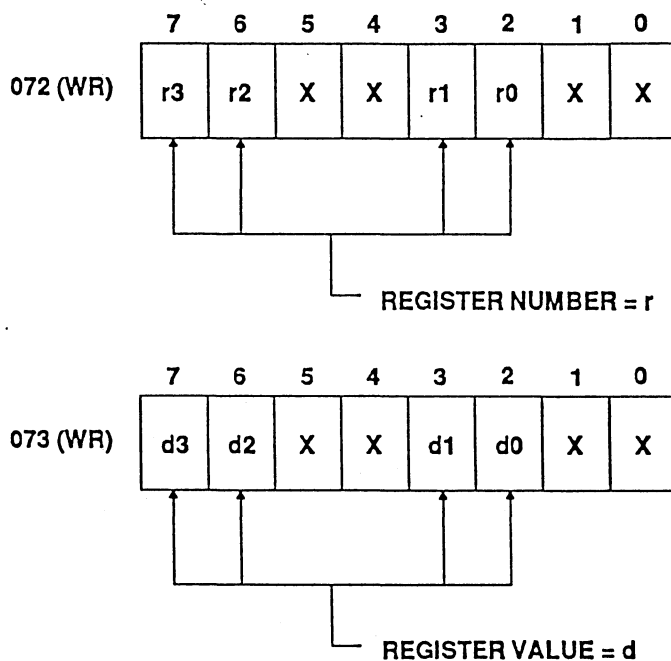 7 6 5 4 3 2 1 0
072 (WR) r3 r2 X X r1 r0 X X
REGISTER NUMBER = r
7 6 5 4 3 2 1 0
073 (WR) d3 d2 X X d1 d0 X X
REGISTER VALUE = d